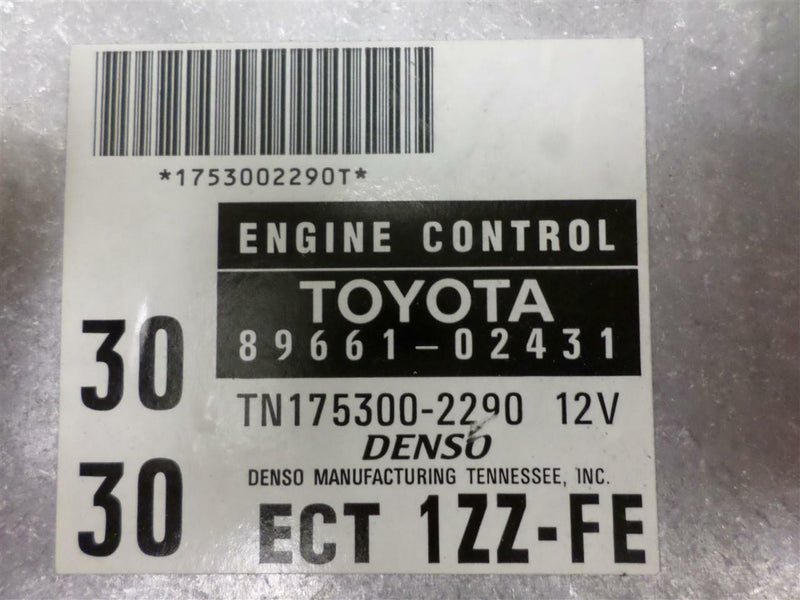 *1753002290T*
ENGINE CONTROL
TOYOTA
89661-02431
30
TN175300-2290 12V
DENSO
DENSO MANUFACTURING TENNESSEE, INC.
30
ECT 1ZZ-FE